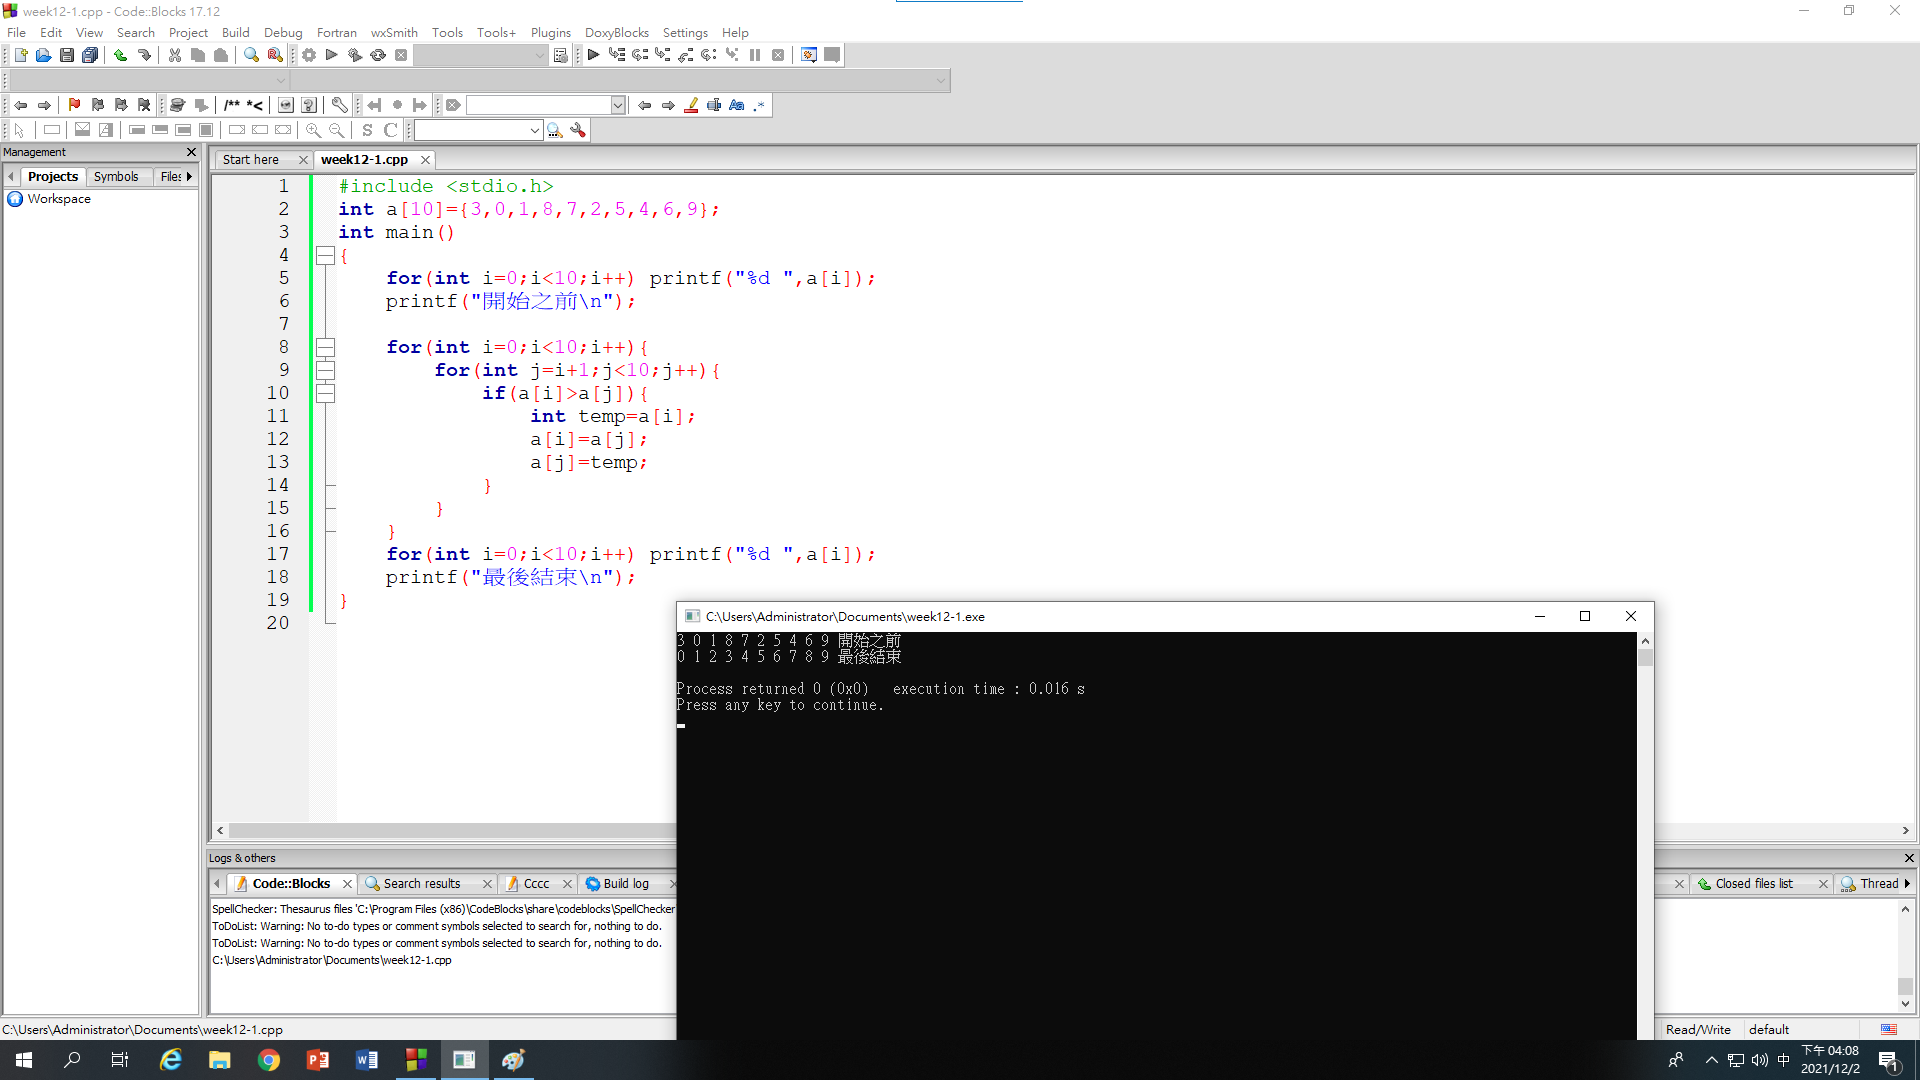 week12-1.cpp - Code::Blocks 17.12
File Edit View Search Project Build Debug Fortran wxSmith Tools Tools+ Plugins DoxyBlocks Settings Help
/** *<
S C
Management
Start here week12-1.cpp
Projects Symbols Files
Workspace
1 #include <stdio.h>
2 int a[10]={3,0,1,8,7,2,5,4,6,9};
3 int main()
4 {
5 for(int i=0;i<10;i++) printf("%d ",a[i]);
6 printf("開始之前\n");
7
8 for(int i=0;i<10;i++){
9 for(int j=i+1;j<10;j++){
10 if(a[i]>a[j]){
11 int temp=a[i];
12 a[i]=a[j];
13 a[j]=temp;
14 }
15 }
16 }
17 for(int i=0;i<10;i++) printf("%d ",a[i]);
18 printf("最後結束\n");
19 }
20
C:\Users\Administrator\Documents\week12-1.exe
3 0 1 8 7 2 5 4 6 9 開始之前
0 1 2 3 4 5 6 7 8 9 最後結束
Process returned 0 (0x0) execution time : 0.016 s
Press any key to continue.
Logs & others
Code::Blocks Search results Cccc Build log Closed files list Thread
SpellChecker: Thesaurus files 'C:\Program Files (x86)\CodeBlocks\share\codeblocks\SpellChecker
ToDoList: Warning: No to-do types or comment symbols selected to search for, nothing to do.
ToDoList: Warning: No to-do types or comment symbols selected to search for, nothing to do.
C:\Users\Administrator\Documents\week12-1.cpp
C:\Users\Administrator\Documents\week12-1.cpp Read/Write default
中 下午 04:08
2021/12/2
1